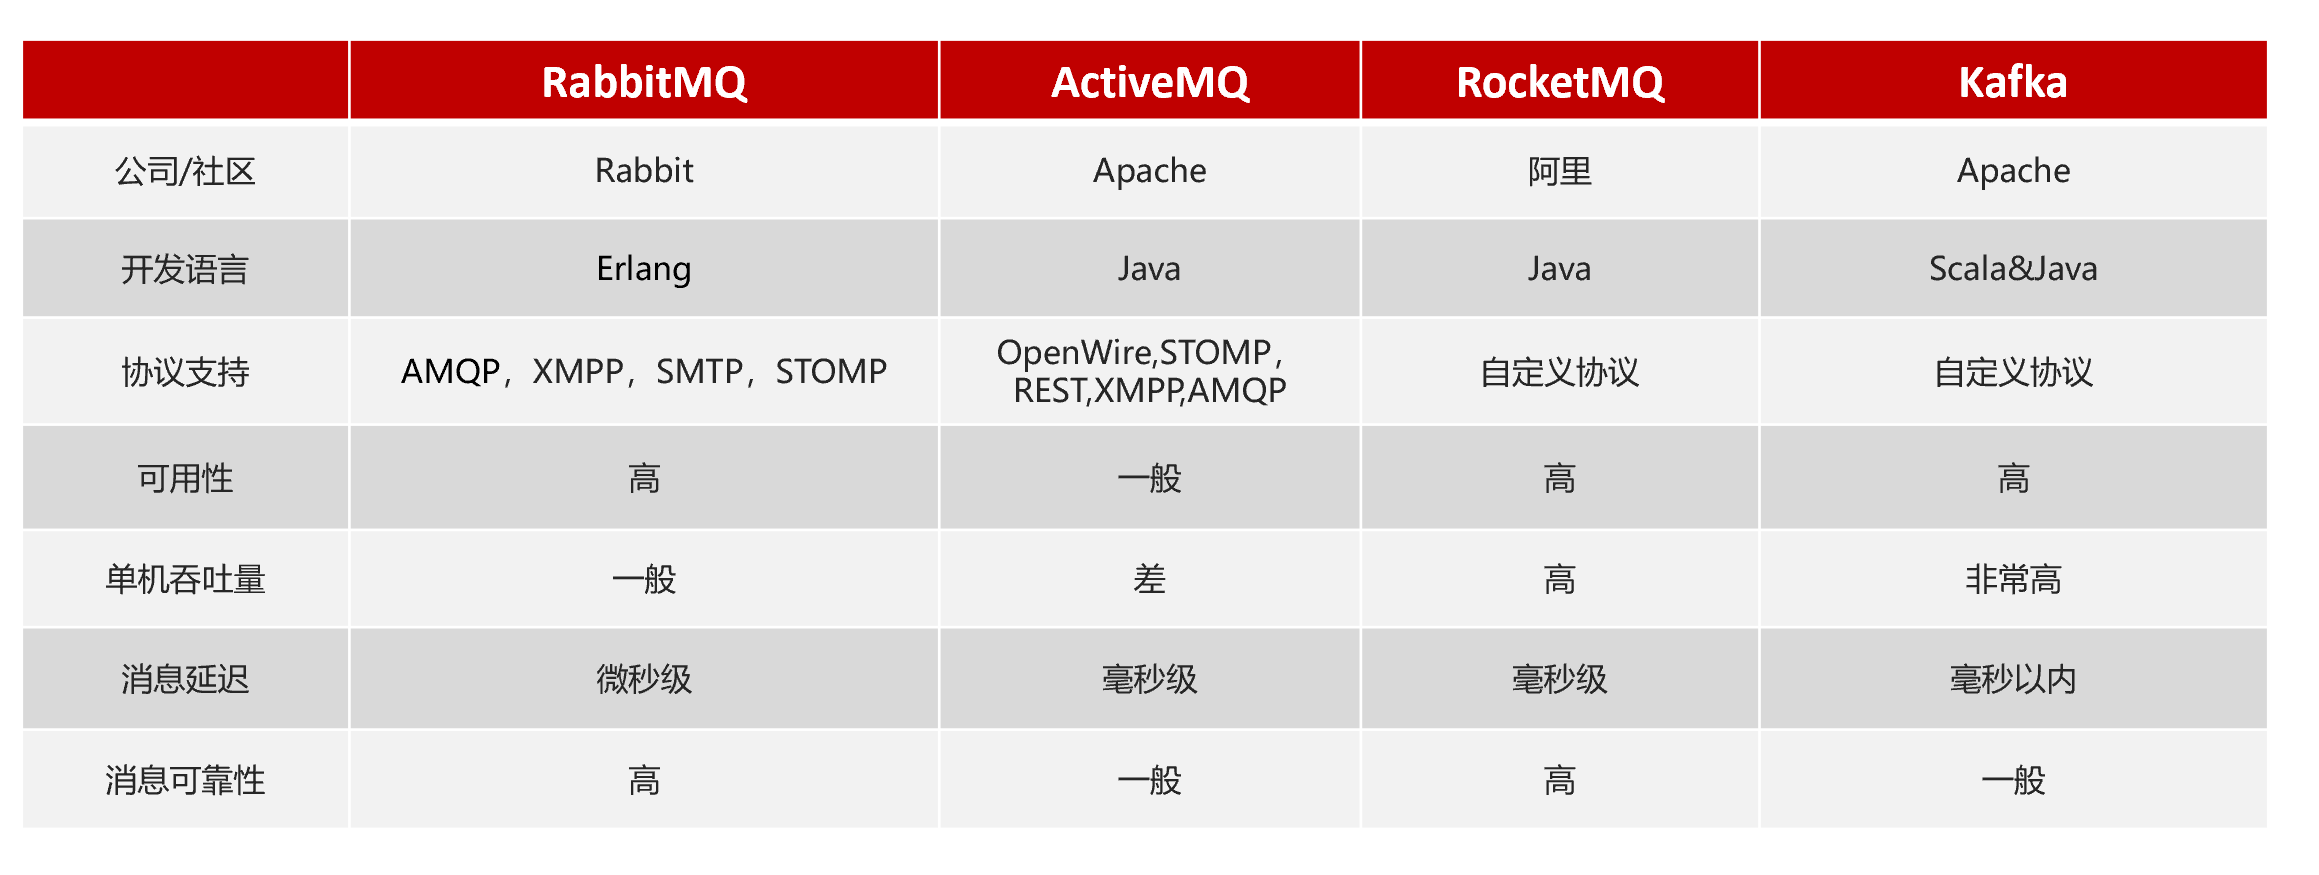 RabbitMQ ActiveMQ RocketMQ Kafka
公司/社区 Rabbit Apache 阿里 Apache
开发语言 Erlang Java Java Scala&Java
协议支持 AMQP，XMPP，SMTP，STOMP OpenWire,STOMP， 自定义协议 自定义协议
REST,XMPP,AMQP
可用性 高 一般 高 高
单机吞吐量 一般 差 高 非常高
消息延迟 微秒级 毫秒级 毫秒级 毫秒以内
消息可靠性 高 一般 高 一般